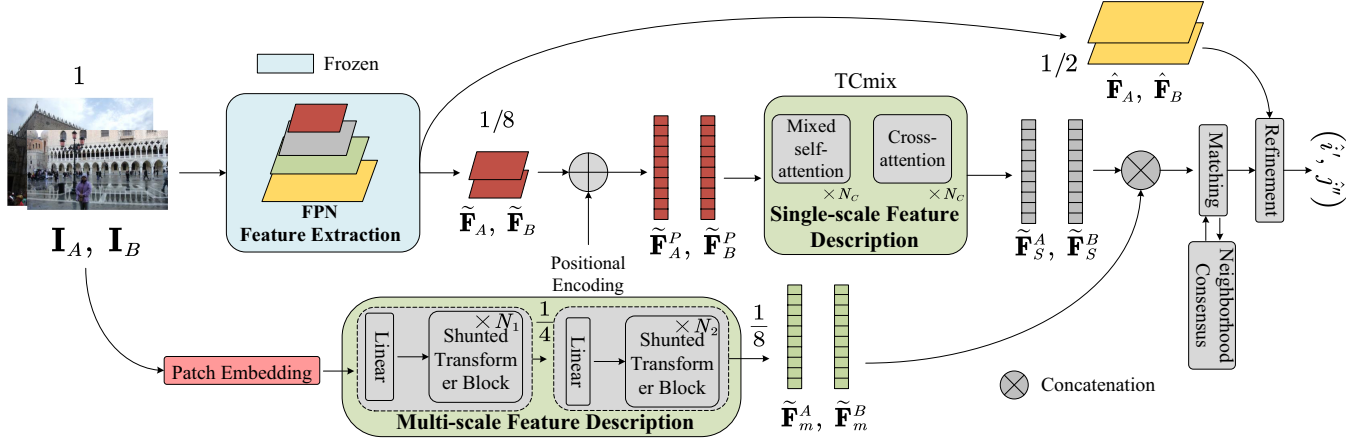 1
Frozen
FPN
Feature Extraction
𝐈_A, 𝐈_B
1/8
F̃_A, F̃_B
Positional
Encoding
F̃_A^P, F̃_B^P
TCmix
Mixed
self-
attention
×N_C
Cross-
attention
×N_C
Single-scale Feature
Description
F̃_S^A, F̃_S^B
1/2
F̂_A, F̂_B
Matching
Refinement
(î′, ĵ″)
Neighborhood
Consensus
Concatenation
Patch Embedding
Linear
×N_1
Shunted
Transform
er Block
1/4
Linear
×N_2
Shunted
Transform
er Block
1/8
Multi-scale Feature Description
F̃_m^A, F̃_m^B